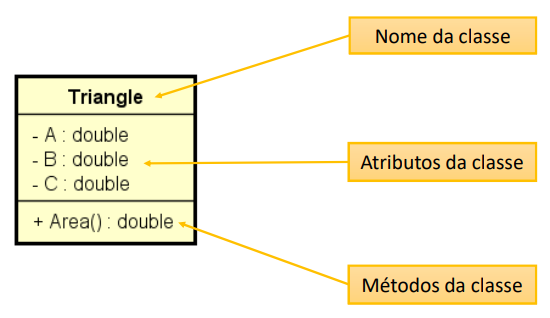 Nome da classe
Triangle
- A : double
- B : double
- C : double
Atributos da classe
+ Area() : double
Métodos da classe